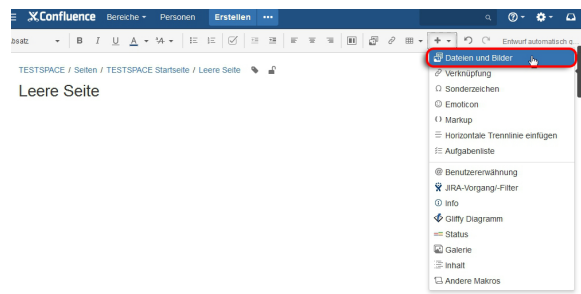 Confluence Bereiche Personen Erstellen
B I U A
Entwurf automatisch g
TESTSPACE / Seiten / TESTSPACE Startseite / Leere Seite
Leere Seite
Dateien und Bilder
Verknüpfung
Sonderzeichen
Emoticon
Markup
Horizontale Trennlinie einfügen
Aufgabenliste
Benutzererwähnung
JIRA-Vorgang/-Filter
Info
Gliffy Diagramm
Status
Galerie
Inhalt
Andere Makros